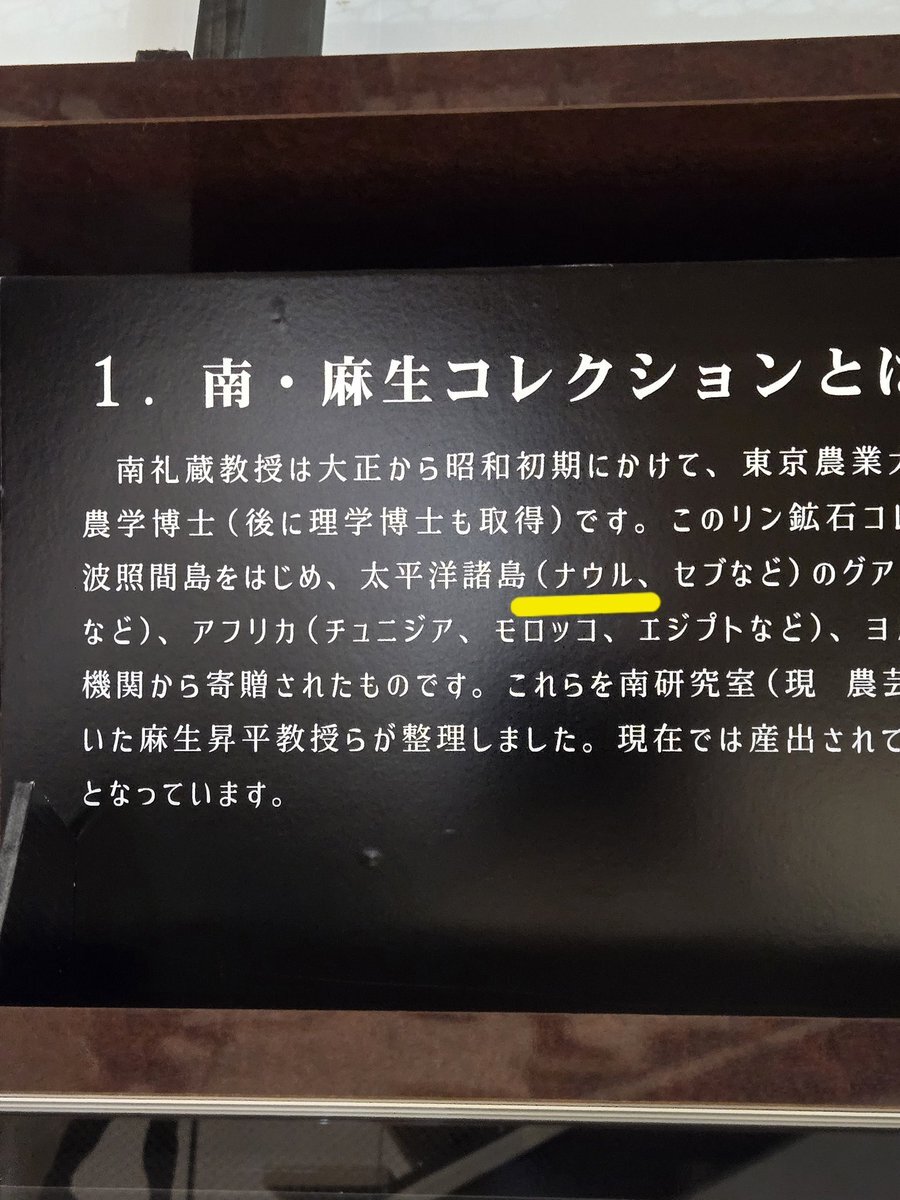 1．南・麻生コレクションとは
南礼蔵教授は大正から昭和初期にかけて、東京農業大
農学博士（後に理学博士も取得）です。このリン鉱石コレ
波照間島をはじめ、太平洋諸島（ナウル、セブなど）のグア
など）、アフリカ（チュニジア、モロッコ、エジプトなど）、ヨ
機関から寄贈されたものです。これらを南研究室（現　農芸
いた麻生昇平教授らが整理しました。現在では産出されて
となっています。